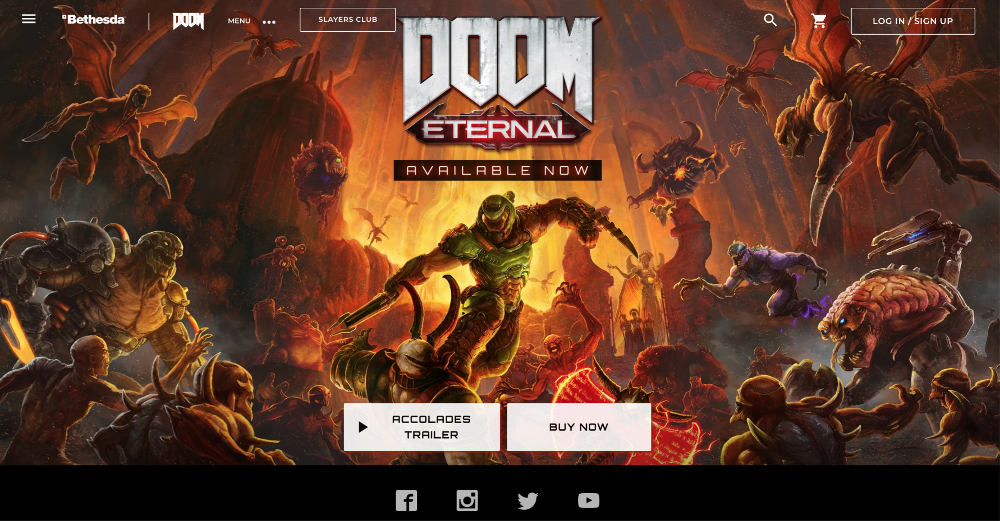 Bethesda
DOOM
MENU
SLAYERS CLUB
LOG IN / SIGN UP
DOOM
ETERNAL
AVAILABLE NOW
ACCOLADES
TRAILER
BUY NOW